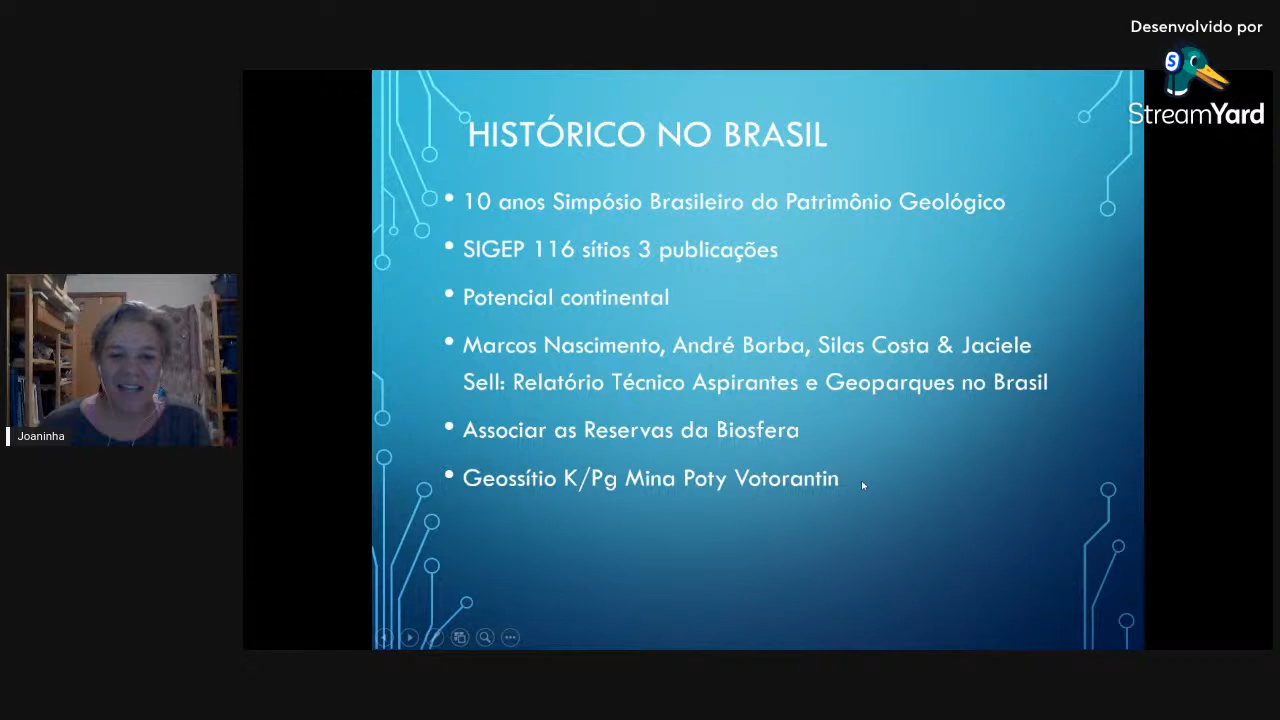 Desenvolvido por
StreamYard
HISTÓRICO NO BRASIL
• 10 anos Simpósio Brasileiro do Patrimônio Geológico
• SIGEP 116 sítios 3 publicações
• Potencial continental
• Marcos Nascimento, André Borba, Silas Costa & Jaciele
Sell: Relatório Técnico Aspirantes e Geoparques no Brasil
• Associar as Reservas da Biosfera
• Geossítio K/Pg Mina Poty Votorantin
Joaninha